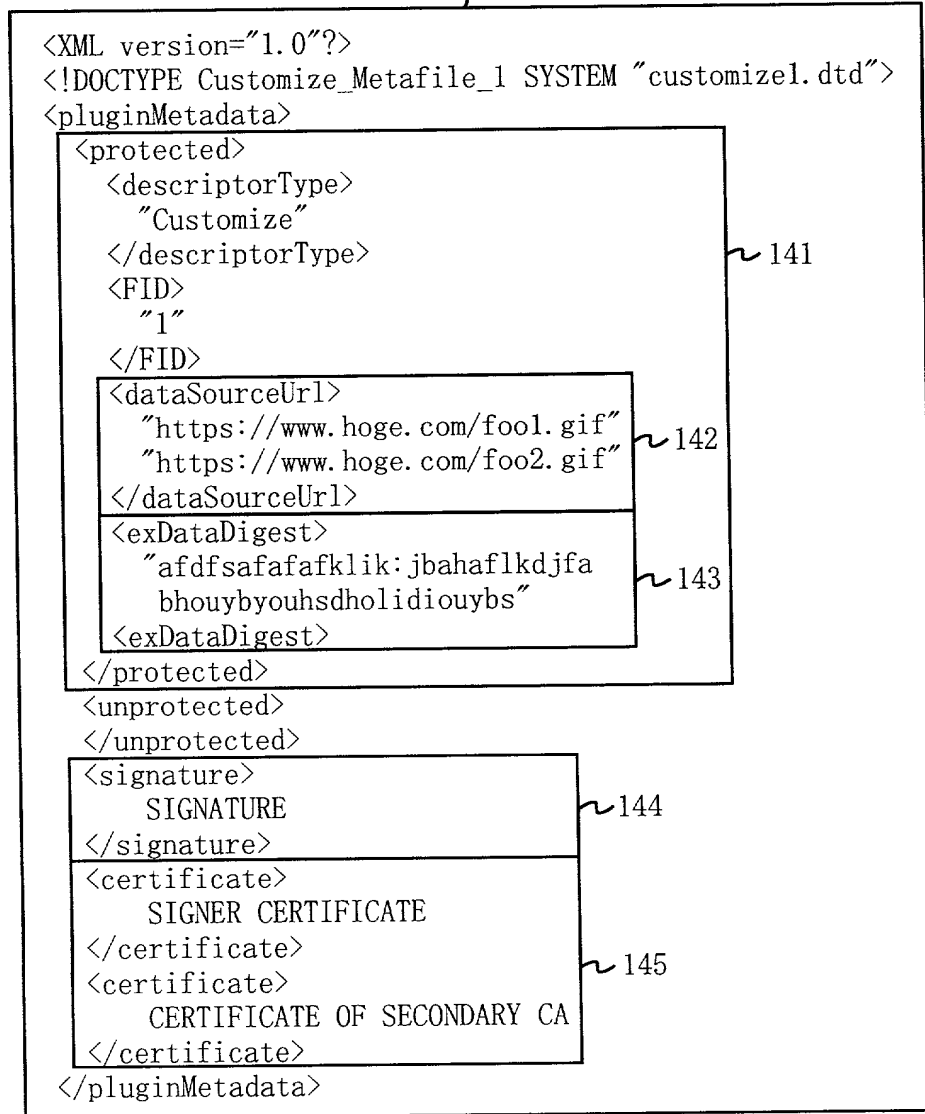 <XML version="1.0"?>
<!DOCTYPE Customize_Metafile_1 SYSTEM "customize1.dtd">
<pluginMetadata>
<protected>
<descriptorType>
"Customize"
</descriptorType>
141
<FID>
"1"
</FID>
<dataSourceUrl>
"https://www.hoge.com/foo1.gif"
142
"https://www.hoge.com/foo2.gif"
</dataSourceUrl>
<exDataDigest>
"afdfsafafafklik:jbahaflkdjfa
143
bhouybyouhsdholidiouybs"
<exDataDigest>
</protected>
<unprotected>
</unprotected>
<signature>
SIGNATURE
144
</signature>
<certificate>
SIGNER CERTIFICATE
</certificate>
145
<certificate>
CERTIFICATE OF SECONDARY CA
</certificate>
</pluginMetadata>